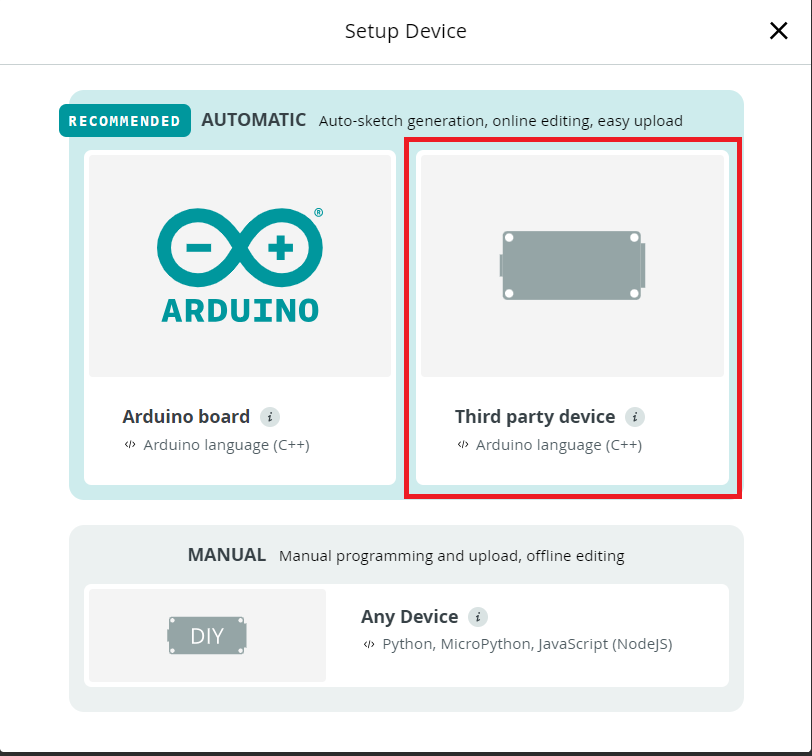 Setup Device
RECOMMENDED AUTOMATIC Auto-sketch generation, online editing, easy upload
®
ARDUINO
Arduino board i
</> Arduino language (C++)
Third party device i
</> Arduino language (C++)
MANUAL Manual programming and upload, offline editing
DIY
Any Device i
</> Python, MicroPython, JavaScript (NodeJS)